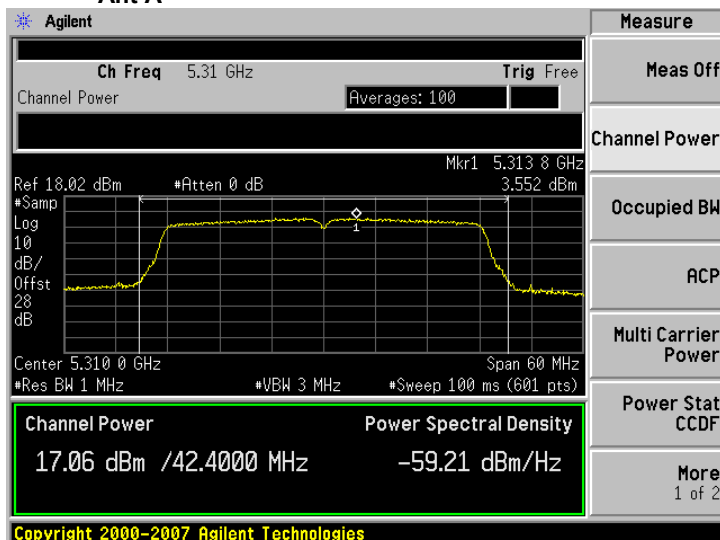 Ant A
Agilent
Measure
Ch Freq 5.31 GHz Trig Free
Channel Power Averages: 100
Mkr1 5.313 8 GHz
Ref 18.02 dBm #Atten 0 dB 3.552 dBm
#Samp
Log
10
dB/
Offst
28
dB
1
Center 5.310 0 GHz Span 60 MHz
#Res BW 1 MHz #VBW 3 MHz #Sweep 100 ms (601 pts)
Channel Power Power Spectral Density
17.06 dBm /42.4000 MHz -59.21 dBm/Hz
Copyright 2000-2007 Agilent Technologies
Meas Off
Channel Power
Occupied BW
ACP
Multi Carrier
Power
Power Stat
CCDF
More
1 of 2